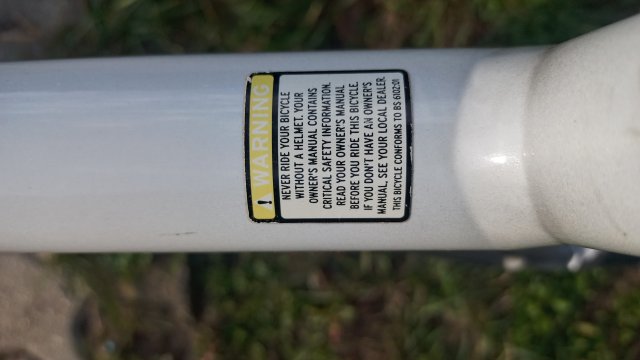 ! WARNING
NEVER RIDE YOUR BICYCLE
WITHOUT A HELMET. YOUR
OWNER'S MANUAL CONTAINS
CRITICAL SAFETY INFORMATION.
READ YOUR OWNER'S MANUAL
BEFORE YOU RIDE THIS BICYCLE.
IF YOU DON'T HAVE AN OWNER'S
MANUAL, SEE YOUR LOCAL DEALER.
THIS BICYCLE CONFORMS TO BS 6102:01